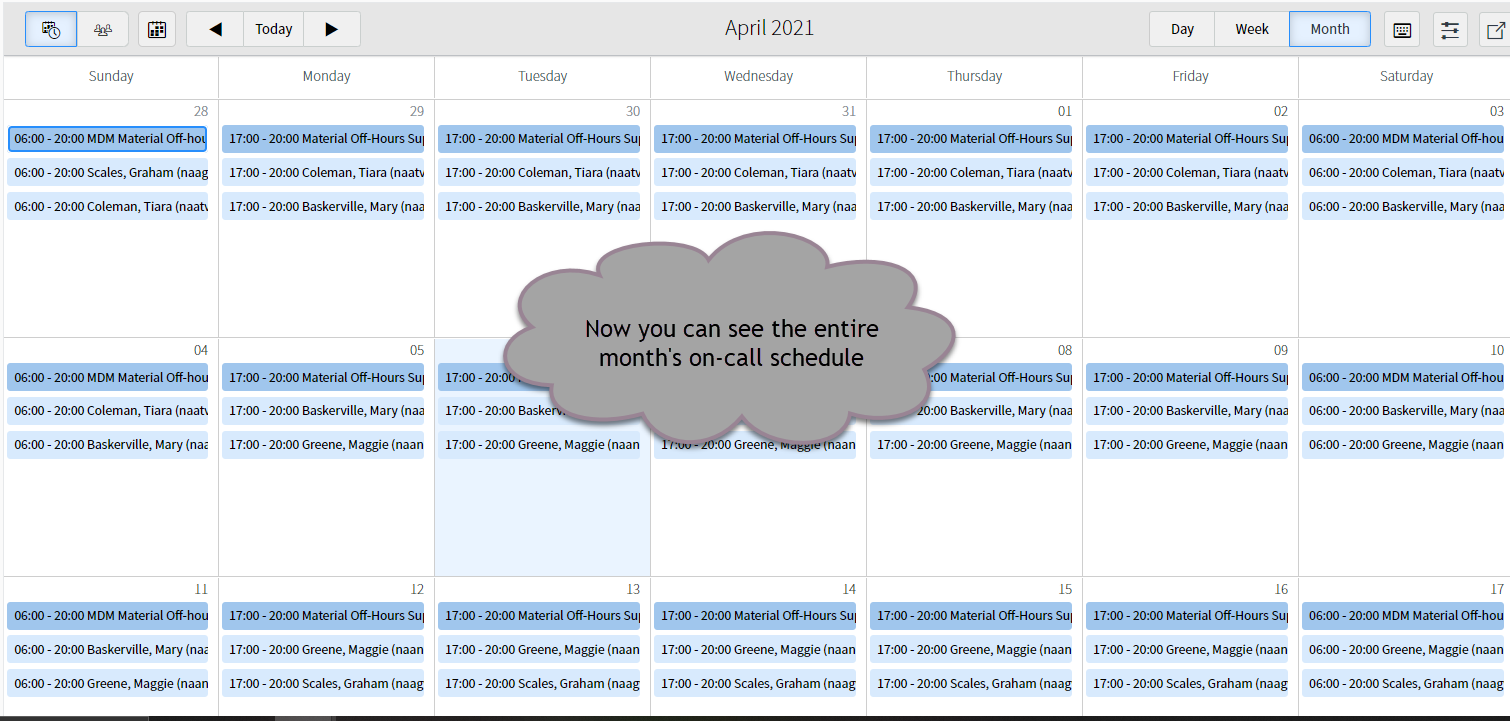 Today April 2021 Day Week Month
Sunday Monday Tuesday Wednesday Thursday Friday Saturday
28 29 30 31 01 02 03
06:00 - 20:00 MDM Material Off-hou 17:00 - 20:00 Material Off-Hours Su 17:00 - 20:00 Material Off-Hours Su 17:00 - 20:00 Material Off-Hours Su 17:00 - 20:00 Material Off-Hours Su 17:00 - 20:00 Material Off-Hours Su 06:00 - 20:00 MDM Material Off-hou
06:00 - 20:00 Scales, Graham (naag 17:00 - 20:00 Coleman, Tiara (naatv 17:00 - 20:00 Coleman, Tiara (naatv 17:00 - 20:00 Coleman, Tiara (naatv 17:00 - 20:00 Coleman, Tiara (naatv 17:00 - 20:00 Coleman, Tiara (naatv 06:00 - 20:00 Coleman, Tiara (naatv
06:00 - 20:00 Coleman, Tiara (naatv 17:00 - 20:00 Baskerville, Mary (naa 17:00 - 20:00 Baskerville, Mary (naa 17:00 - 20:00 Baskerville, Mary (naa 17:00 - 20:00 Baskerville, Mary (naa 17:00 - 20:00 Baskerville, Mary (naa 06:00 - 20:00 Baskerville, Mary (naa
Now you can see the entire
month's on-call schedule
04 05 08 09 10
06:00 - 20:00 MDM Material Off-hou 17:00 - 20:00 Material Off-Hours Su 17:00 - 20:00 Material Off-Hours Su 17:00 - 20:00 Material Off-Hours Su 06:00 - 20:00 MDM Material Off-hou
06:00 - 20:00 Coleman, Tiara (naatv 17:00 - 20:00 Baskerville, Mary (naa 17:00 - 20:00 Baskerv 20:00 Baskerville, Mary (naa 17:00 - 20:00 Baskerville, Mary (naa 06:00 - 20:00 Baskerville, Mary (naa
06:00 - 20:00 Baskerville, Mary (naa 17:00 - 20:00 Greene, Maggie (naan 17:00 - 20:00 Greene, Maggie (naan 17:00 - 20:00 Greene, Maggie (naan 17:00 - 20:00 Greene, Maggie (naan 17:00 - 20:00 Greene, Maggie (naan 06:00 - 20:00 Greene, Maggie (naan
11 12 13 14 15 16 17
06:00 - 20:00 MDM Material Off-hou 17:00 - 20:00 Material Off-Hours Su 17:00 - 20:00 Material Off-Hours Su 17:00 - 20:00 Material Off-Hours Su 17:00 - 20:00 Material Off-Hours Su 17:00 - 20:00 Material Off-Hours Su 06:00 - 20:00 MDM Material Off-hou
06:00 - 20:00 Baskerville, Mary (naa 17:00 - 20:00 Greene, Maggie (naan 17:00 - 20:00 Greene, Maggie (naan 17:00 - 20:00 Greene, Maggie (naan 17:00 - 20:00 Greene, Maggie (naan 17:00 - 20:00 Greene, Maggie (naan 06:00 - 20:00 Greene, Maggie (naan
06:00 - 20:00 Greene, Maggie (naan 17:00 - 20:00 Scales, Graham (naag 17:00 - 20:00 Scales, Graham (naag 17:00 - 20:00 Scales, Graham (naag 17:00 - 20:00 Scales, Graham (naag 17:00 - 20:00 Scales, Graham (naag 06:00 - 20:00 Scales, Graham (naag